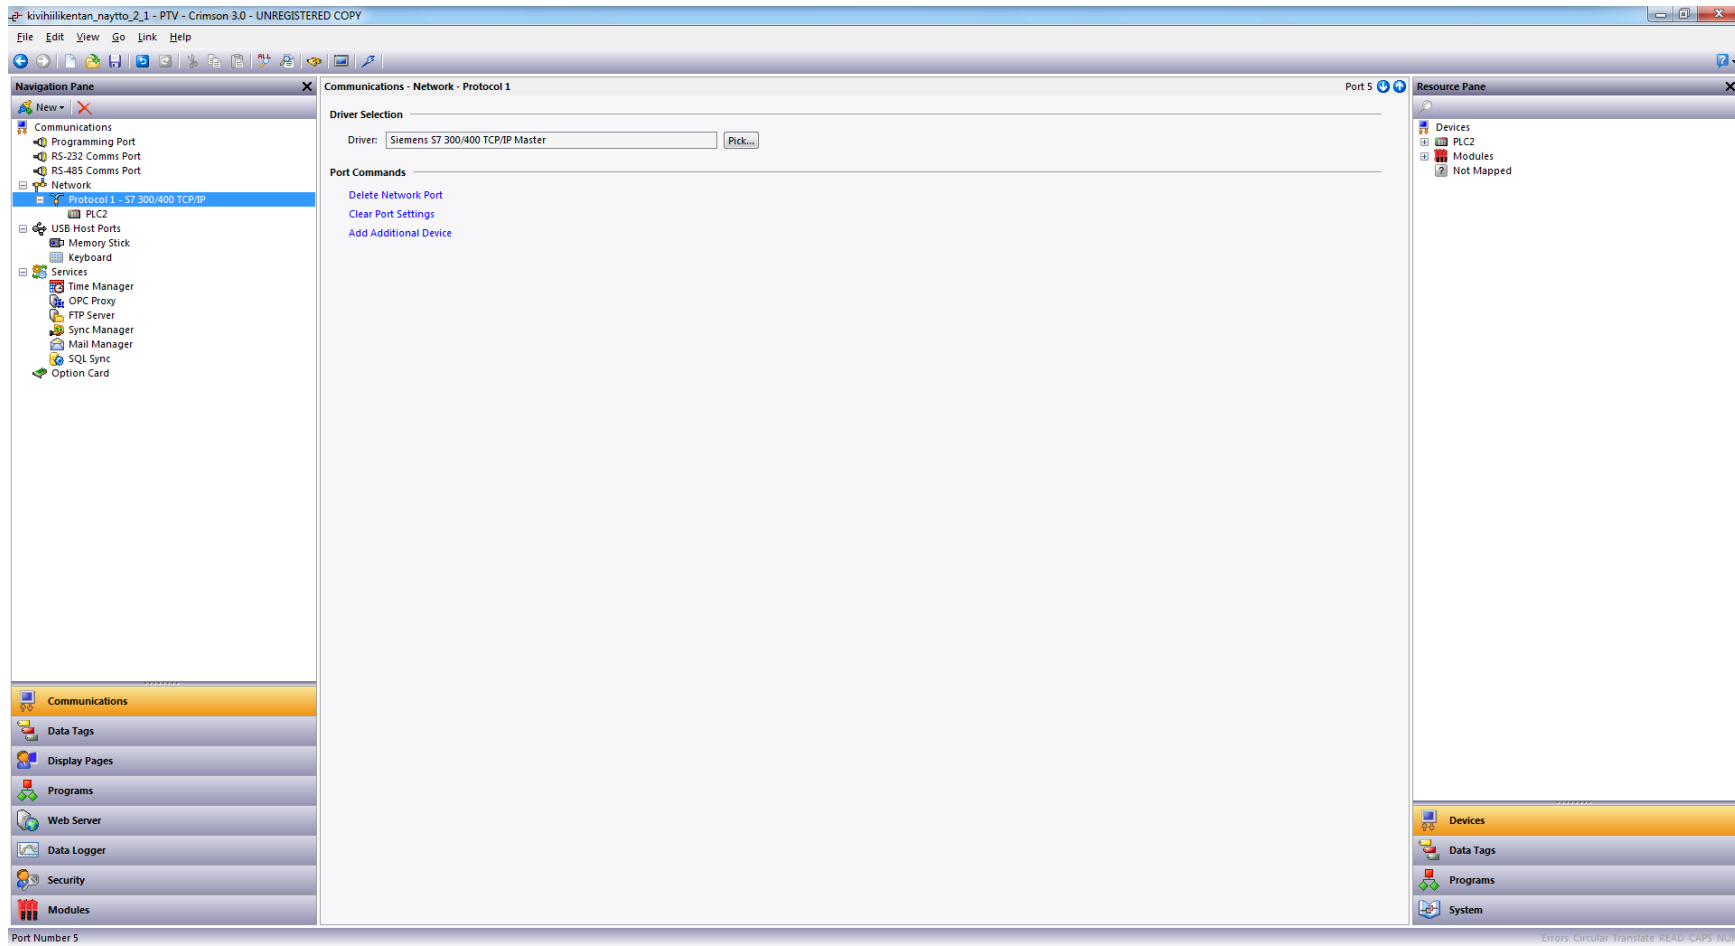 kivihiilikentan_naytto_2_1 - PTV - Crimson 3.0 - UNREGISTERED COPY
File Edit View Go Link Help
Navigation Pane
New
Communications
Programming Port
RS-232 Comms Port
RS-485 Comms Port
Network
Protocol 1 - S7 300/400 TCP/IP
PLC2
USB Host Ports
Memory Stick
Keyboard
Services
Time Manager
OPC Proxy
FTP Server
Sync Manager
Mail Manager
SQL Sync
Option Card
Communications
Data Tags
Display Pages
Programs
Web Server
Data Logger
Security
Modules
Communications - Network - Protocol 1
Port 5
Driver Selection
Driver: Siemens S7 300/400 TCP/IP Master Pick...
Port Commands
Delete Network Port
Clear Port Settings
Add Additional Device
Resource Pane
Devices
PLC2
Modules
Not Mapped
Devices
Data Tags
Programs
System
Port Number 5
Errors Circular Translate READ CAPS